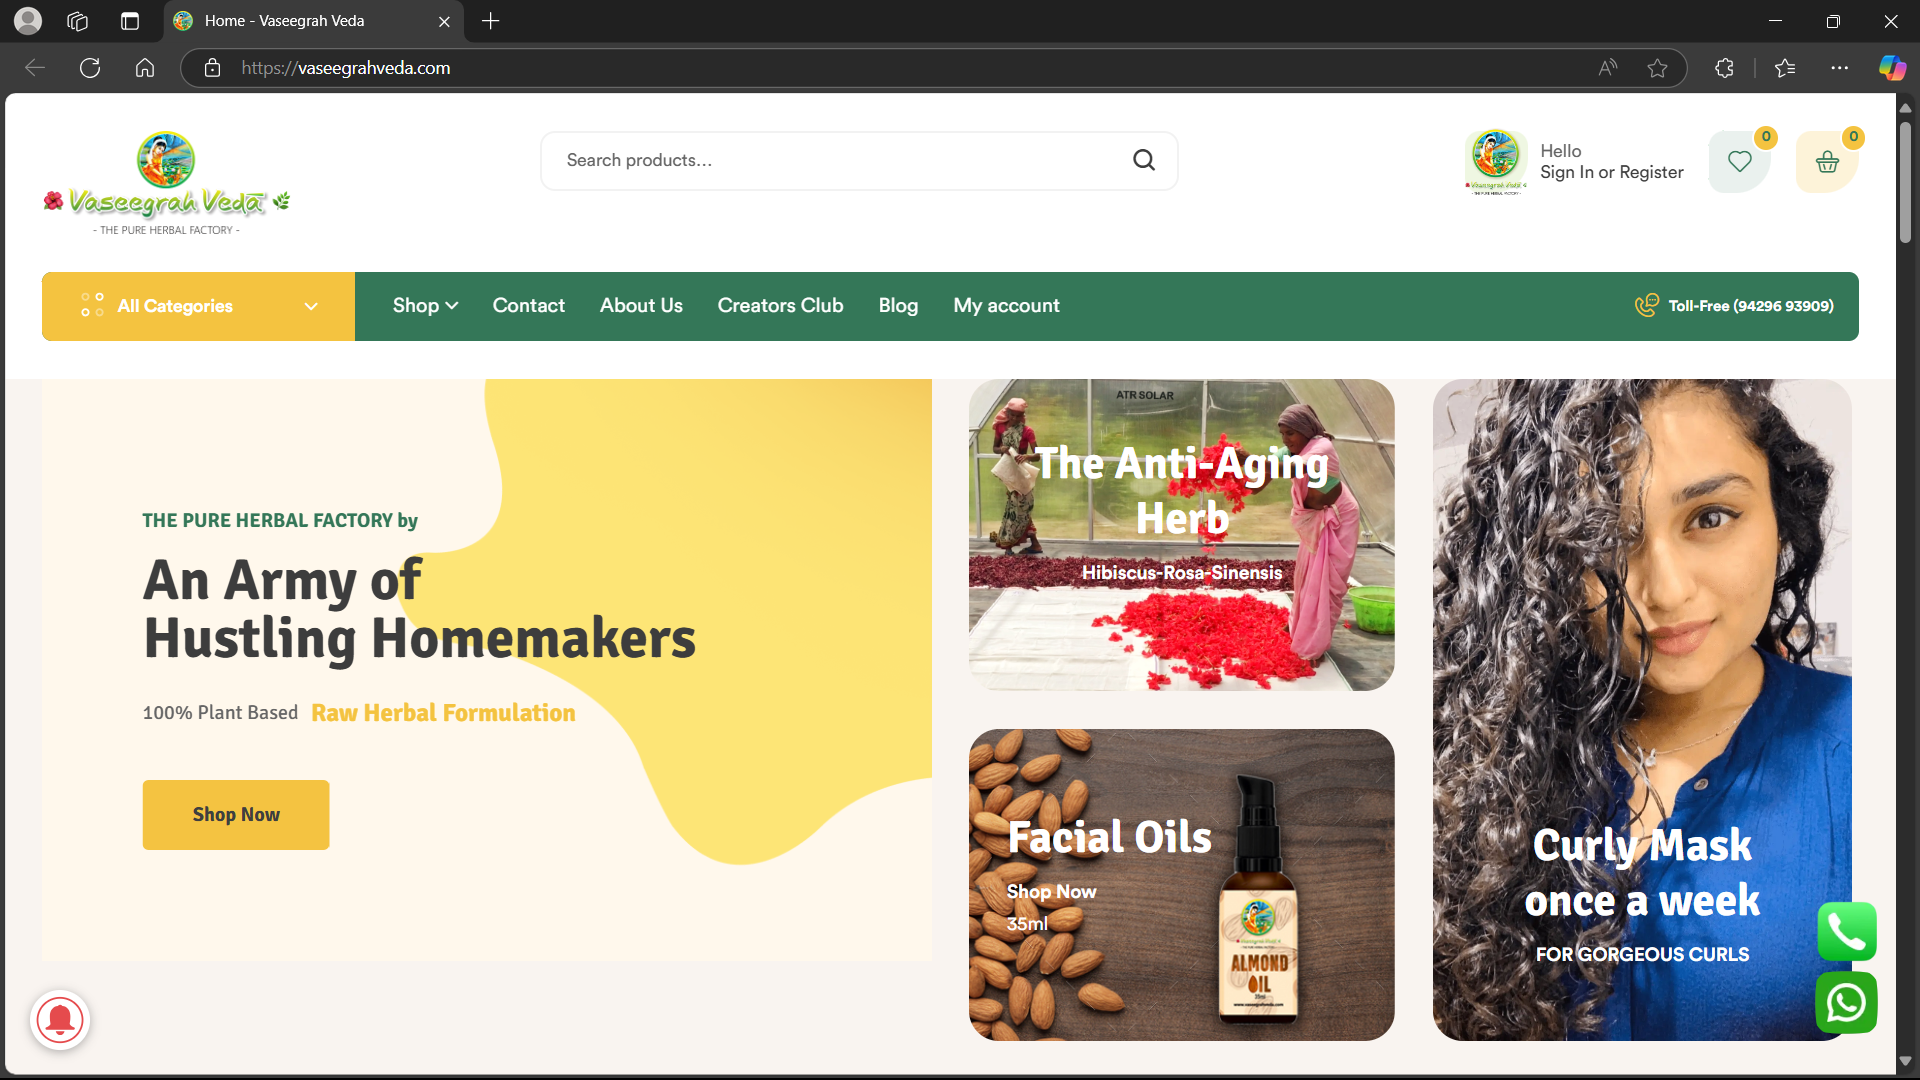 Home - Vaseegrah Veda
https://vaseegrahveda.com
Vaseegrah Veda
- THE PURE HERBAL FACTORY -
Search products...
Hello
Sign In or Register
0
0
All Categories
Shop
Contact
About Us
Creators Club
Blog
My account
Toll-Free (94296 93909)
THE PURE HERBAL FACTORY by
An Army of
Hustling Homemakers
100% Plant Based Raw Herbal Formulation
Shop Now
ATR SOLAR
The Anti-Aging
Herb
Hibiscus-Rosa-Sinensis
Facial Oils
Shop Now
35ml
ALMOND
OIL
35ml
www.vaseegrahveda.com
Curly Mask
once a week
FOR GORGEOUS CURLS